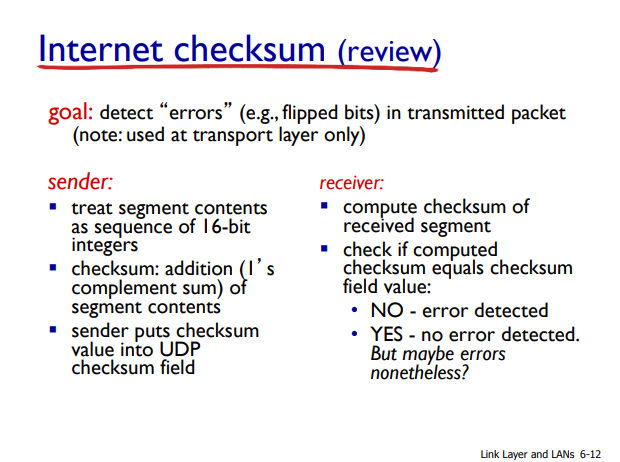 Internet checksum (review)
goal: detect “errors” (e.g., flipped bits) in transmitted packet
(note: used at transport layer only)
sender:
▪ treat segment contents
as sequence of 16-bit
integers
▪ checksum: addition (1’s
complement sum) of
segment contents
▪ sender puts checksum
value into UDP
checksum field
receiver:
▪ compute checksum of
received segment
▪ check if computed
checksum equals checksum
field value:
• NO - error detected
• YES - no error detected.
But maybe errors
nonetheless?
Link Layer and LANs 6-12